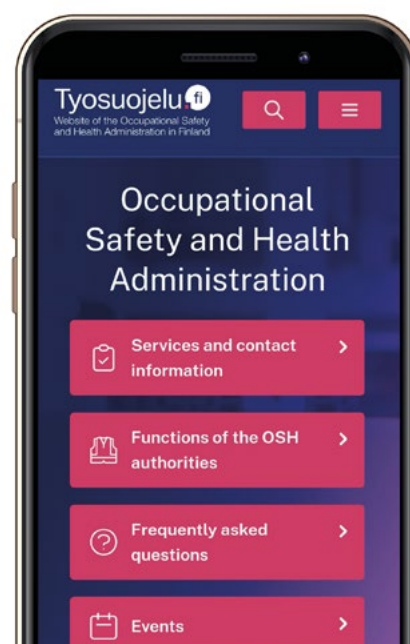 Tyosuojelu.fi
Website of the Occupational Safety
and Health Administration in Finland
Occupational
Safety and Health
Administration
Services and contact
information
Functions of the OSH
authorities
Frequently asked
questions
Events